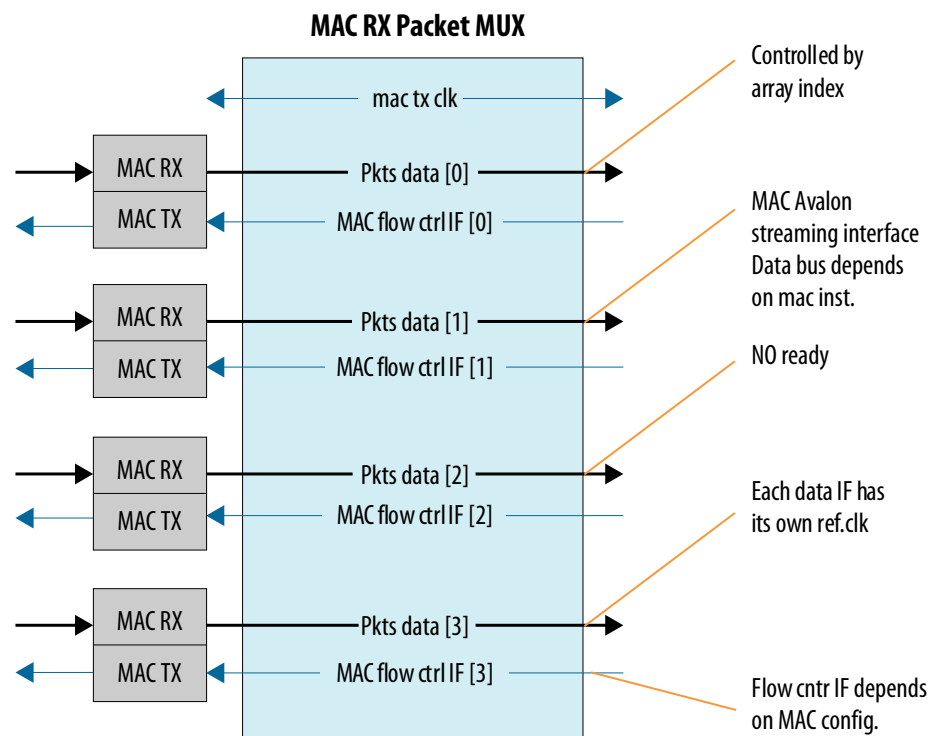 MAC RX Packet MUX
mac tx clk
Controlled by
array index
MAC RX
Pkts data [0]
MAC TX
MAC flow ctrl IF [0]
MAC Avalon
streaming interface
Data bus depends
on mac inst.
MAC RX
Pkts data [1]
MAC TX
MAC flow ctrl IF [1]
NO ready
MAC RX
Pkts data [2]
MAC TX
MAC flow ctrl IF [2]
Each data IF has
its own ref.clk
MAC RX
Pkts data [3]
MAC TX
MAC flow ctrl IF [3]
Flow cntr IF depends
on MAC config.